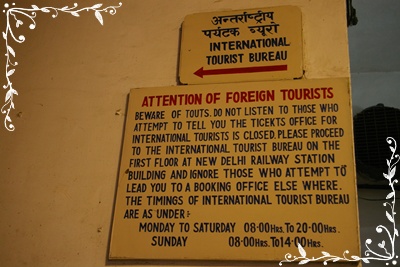 अन्तर्राष्ट्रीय
पर्यटक ब्यूरो
INTERNATIONAL
TOURIST BUREAU
ATTENTION OF FOREIGN TOURISTS
BEWARE OF TOUTS. DO NOT LISTEN TO THOSE WHO
ATTEMPT TO TELL YOU THE TICEKTS OFFICE FOR
INTERNATIONAL TOURISTS IS CLOSED. PLEASE PROCEED
TO THE INTERNATIONAL TOURIST BUREAU ON THE
FIRST FLOOR AT NEW DELHI RAILWAY STATION
BUILDING AND IGNORE THOSE WHO ATTEMPT TO
LEAD YOU TO A BOOKING OFFICE ELSE WHERE.
THE TIMINGS OF INTERNATIONAL TOURIST BUREAU
ARE AS UNDER:-
MONDAY TO SATURDAY 08·00Hrs. To 20·00Hrs.
SUNDAY 08·00Hrs. To 14·00Hrs.